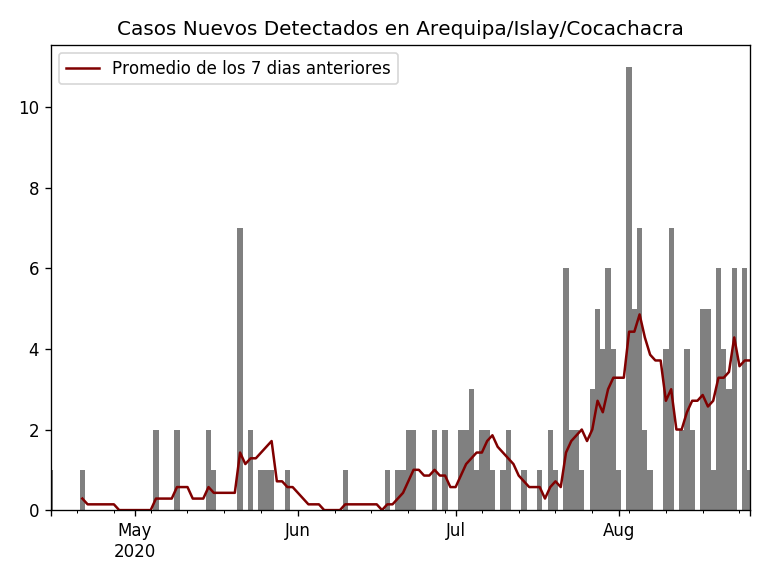 Casos Nuevos Detectados en Arequipa/Islay/Cocachacra
Promedio de los 7 dias anteriores
10
8
6
4
2
0
May
2020
Jun
Jul
Aug